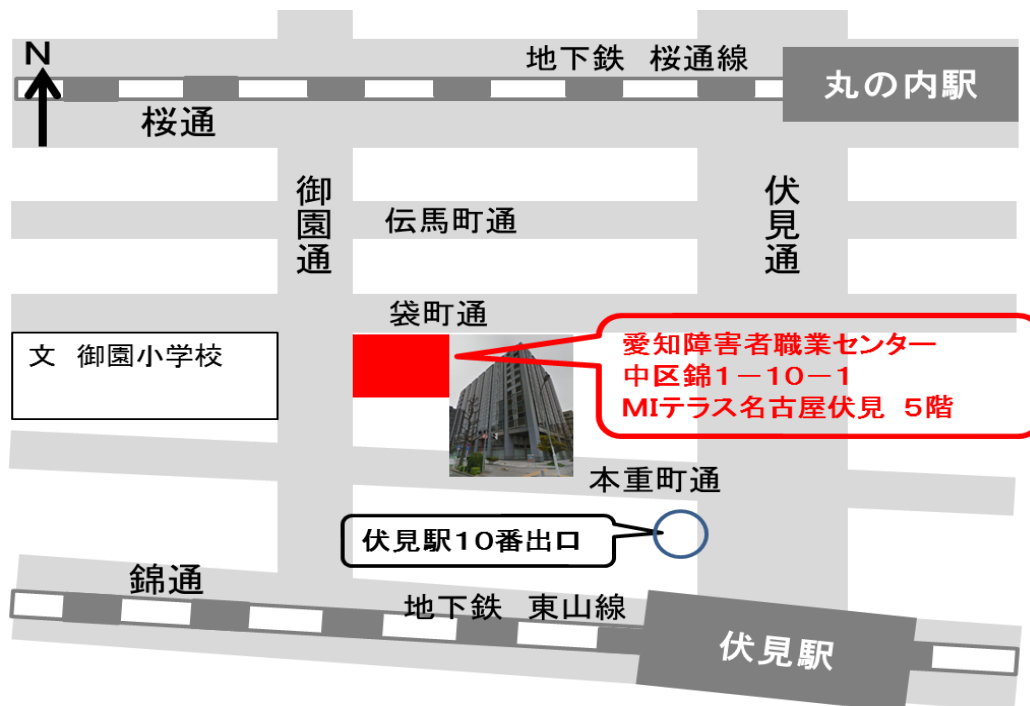 N
地下鉄 桜通線
丸の内駅
桜通
御園通
伏見通
伝馬町通
袋町通
文 御園小学校
愛知障害者職業センター
中区錦1－10－1
MIテラス名古屋伏見 5階
本重町通
伏見駅10番出口
錦通
地下鉄 東山線
伏見駅